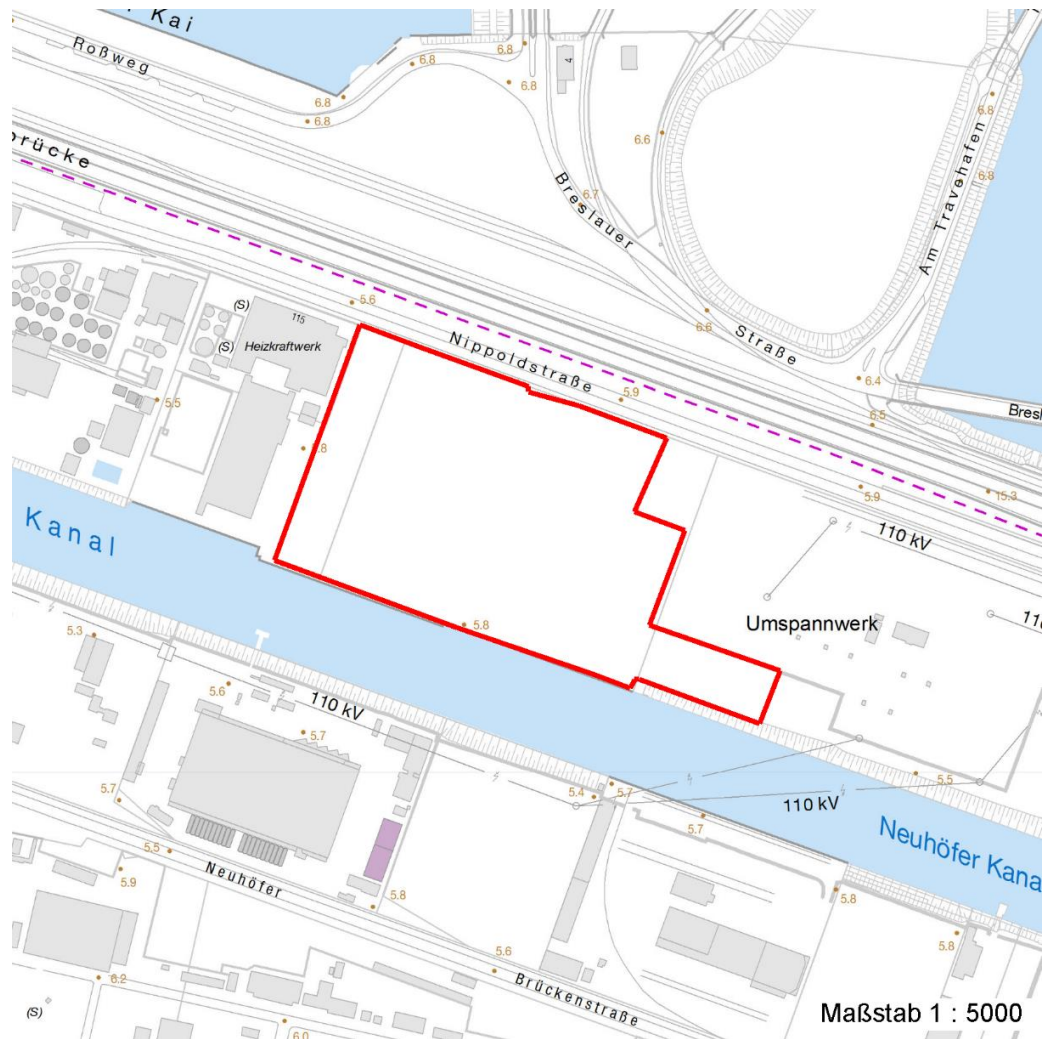 Kai
Roßweg
6.8
6.8
6.8
6.8
6.8
4
6.6
6.8
6.8
Am Travehafen
Breslauer
6.7
Straße
6.6
6.4
6.5
rücke
5.6
(S)
115
Heizkraftwerk
(S)
Nippoldstraße
5.9
5.5
5.8
5.9
15.3
110 kV
Kanal
Umspannwerk
5.8
5.3
5.6
110 kV
5.7
5.7
5.4
5.7
110 kV
5.5
5.7
Neuhöfer Kana
5.5
5.9
Neuhöfer
5.8
5.8
5.8
5.6
Brückenstraße
6.2
(S)
6.0
Maßstab 1 : 5000